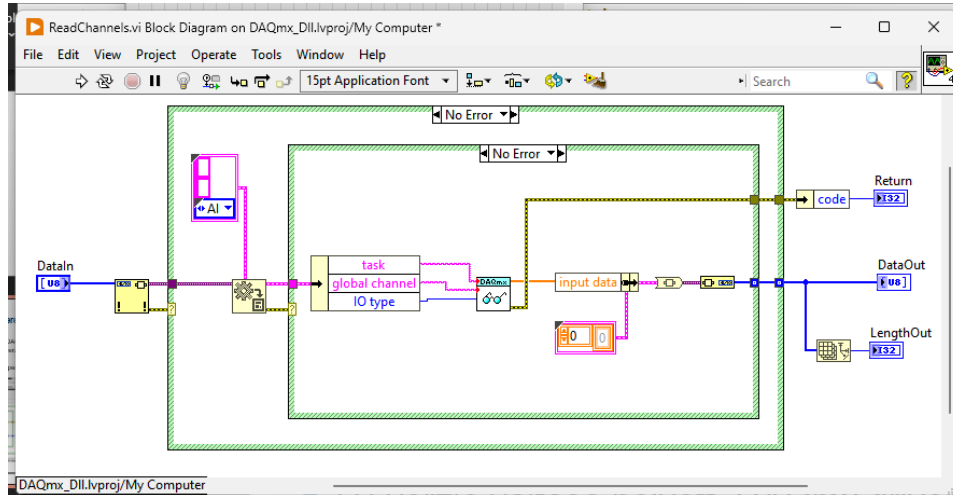 ReadChannels.vi Block Diagram on DAQmx_Dll.lvproj/My Computer *
File Edit View Project Operate Tools Window Help
15pt Application Font
Search
No Error
No Error
AI
Return
code
I32
DataIn
U8
task
global channel
IO type
DAQmx
input data
0
0
DataOut
U8
LengthOut
I32
DAQmx_Dll.lvproj/My Computer